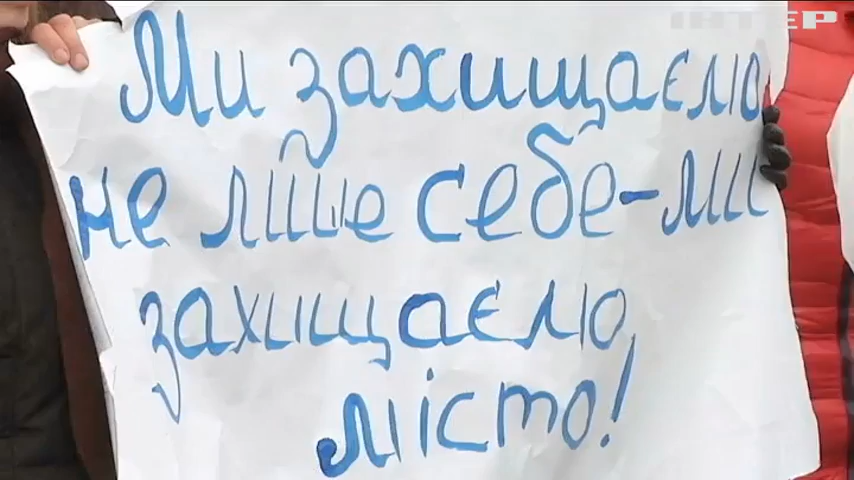 ІНТЕР
Ми захищаємо
не лише себе - ми
захищаємо
місто!